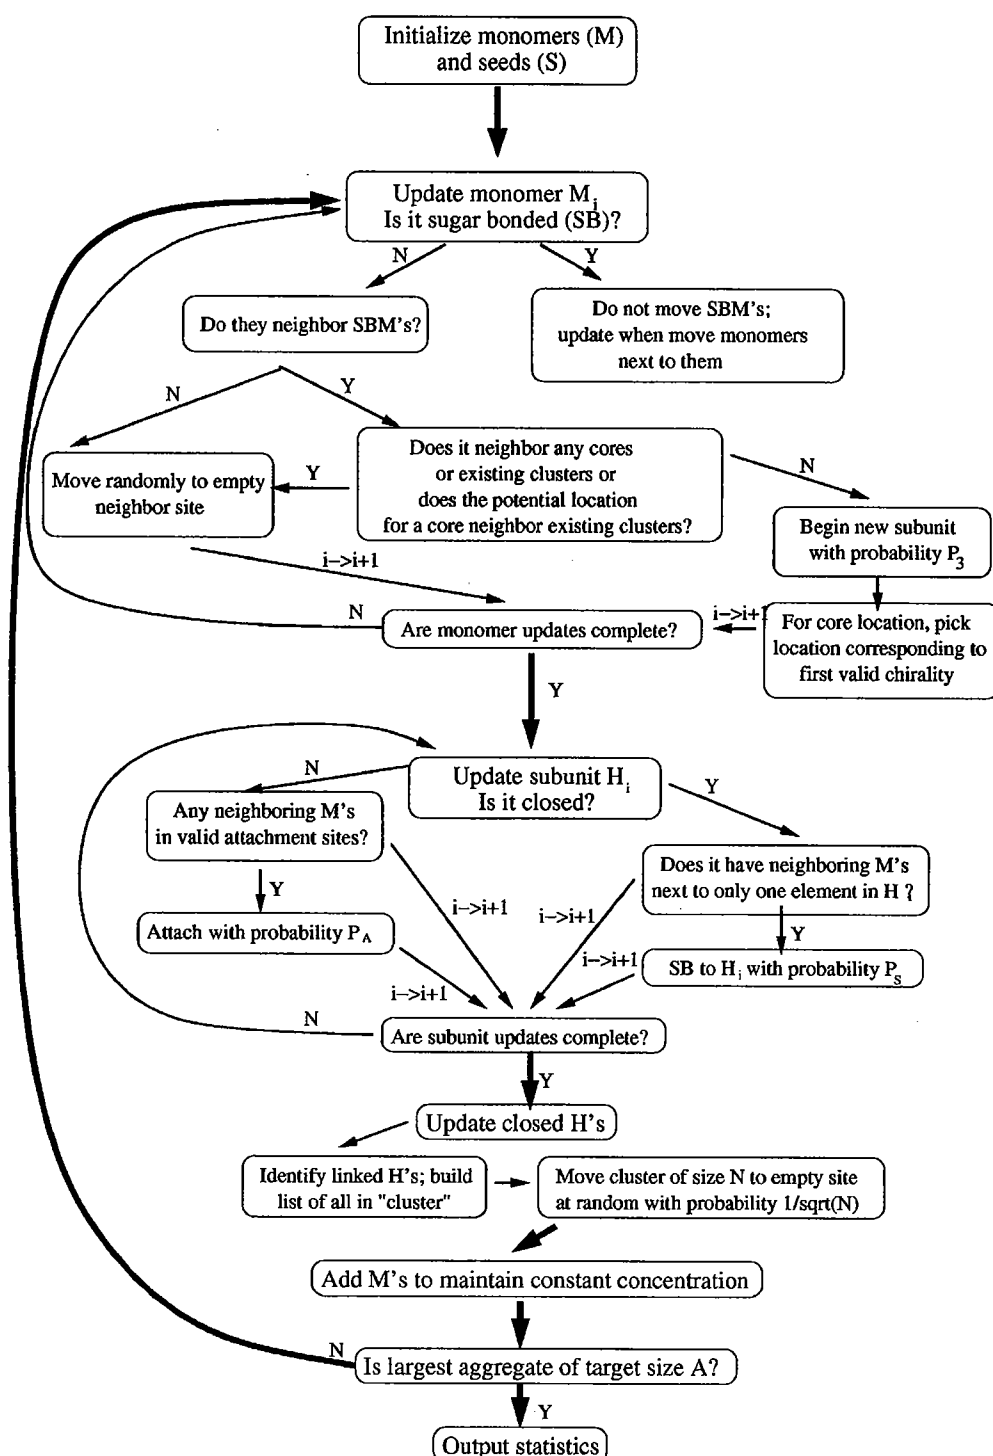 Initialize monomers (M)
and seeds (S)
Update monomer Mi
Is it sugar bonded (SB)?
N
Y
Do they neighbor SBM's?
Do not move SBM's;
update when move monomers
next to them
N
Y
Move randomly to empty
neighbor site
Y
Does it neighbor any cores
or existing clusters or
does the potential location
for a core neighbor existing clusters?
N
Begin new subunit
with probability P3
i->i+1
N
Are monomer updates complete?
i->i+1
For core location, pick
location corresponding to
first valid chirality
Y
Update subunit Hi
Is it closed?
N
Y
Any neighboring M's
in valid attachment sites?
Does it have neighboring M's
next to only one element in H ?
Y
i->i+1
i->i+1
Y
Attach with probability PA
SB to Hi with probability PS
i->i+1
i->i+1
N
Are subunit updates complete?
Y
Update closed H's
Identify linked H's; build
list of all in "cluster"
Move cluster of size N to empty site
at random with probability 1/sqrt(N)
Add M's to maintain constant concentration
N
Is largest aggregate of target size A?
Y
Output statistics